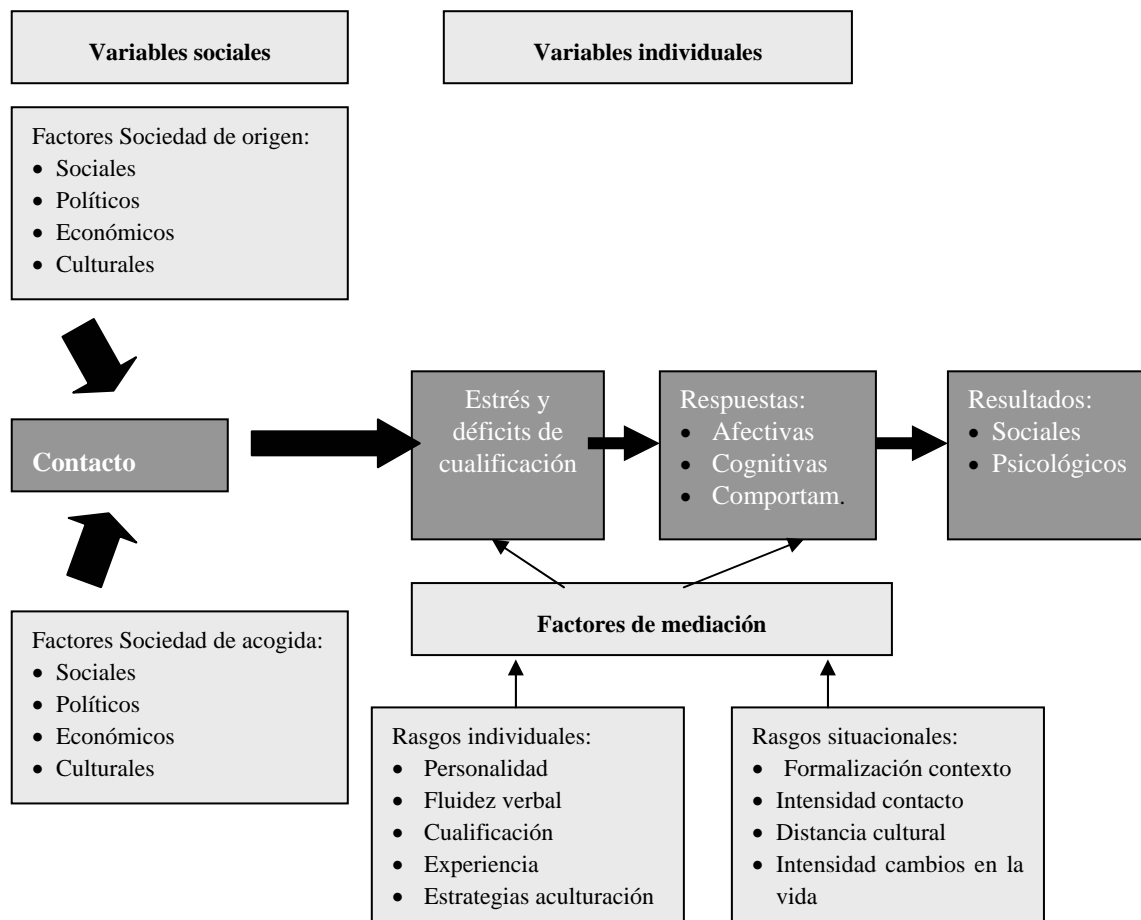 Variables sociales
Variables individuales
Factores Sociedad de origen:
• Sociales
• Políticos
• Económicos
• Culturales
Contacto
Estrés y
déficits de
cualificación
Respuestas:
• Afectivas
• Cognitivas
• Comportam.
Resultados:
• Sociales
• Psicológicos
Factores de mediación
Factores Sociedad de acogida:
• Sociales
• Políticos
• Económicos
• Culturales
Rasgos individuales:
• Personalidad
• Fluidez verbal
• Cualificación
• Experiencia
• Estrategias aculturación
Rasgos situacionales:
• Formalización contexto
• Intensidad contacto
• Distancia cultural
• Intensidad cambios en la
vida